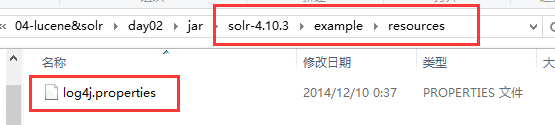 04-lucene&solr ▸ day02 ▸ jar ▸ solr-4.10.3 ▸ example ▸ resources
名称 修改日期 类型
log4j.properties 2014/12/10 0:37 PROPERTIES 文件